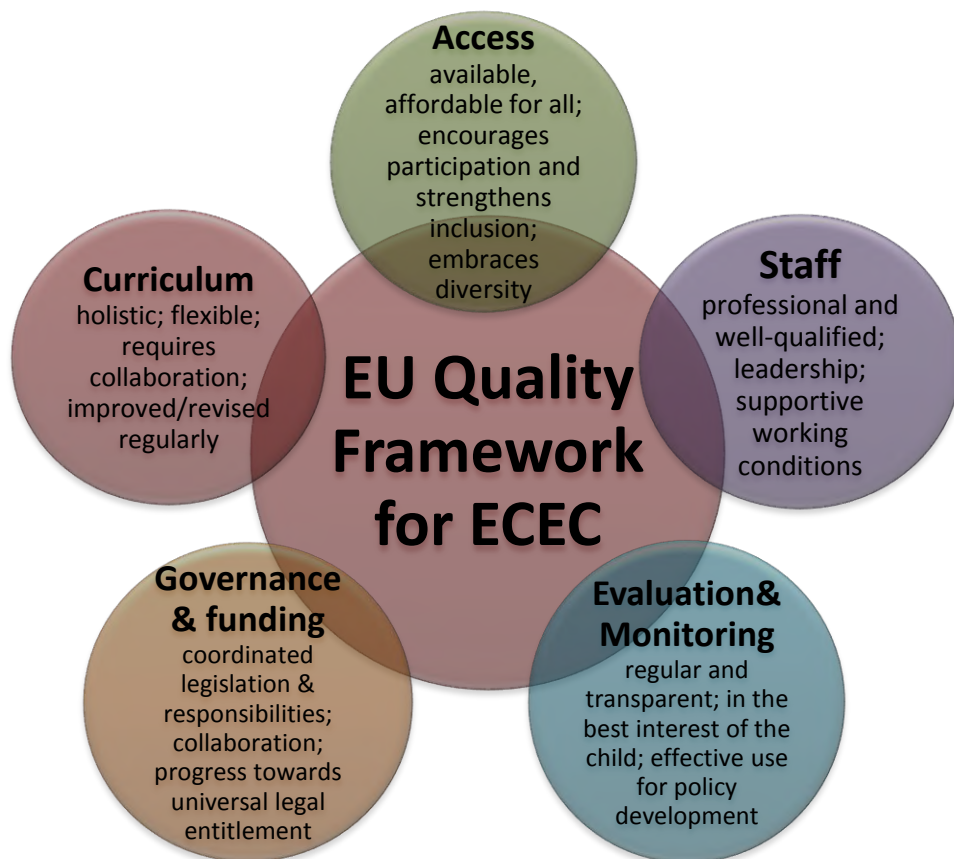 Access
available,
affordable for all;
encourages
participation and
strengthens
inclusion;
embraces
diversity
Curriculum
holistic; flexible;
requires
collaboration;
improved/revised
regularly
Staff
professional and
well-qualified;
leadership;
supportive
working
conditions
EU Quality
Framework
for ECEC
Governance
& funding
coordinated
legislation &
responsibilities;
collaboration;
progress towards
universal legal
entitlement
Evaluation&
Monitoring
regular and
transparent; in the
best interest of the
child; effective use
for policy
development